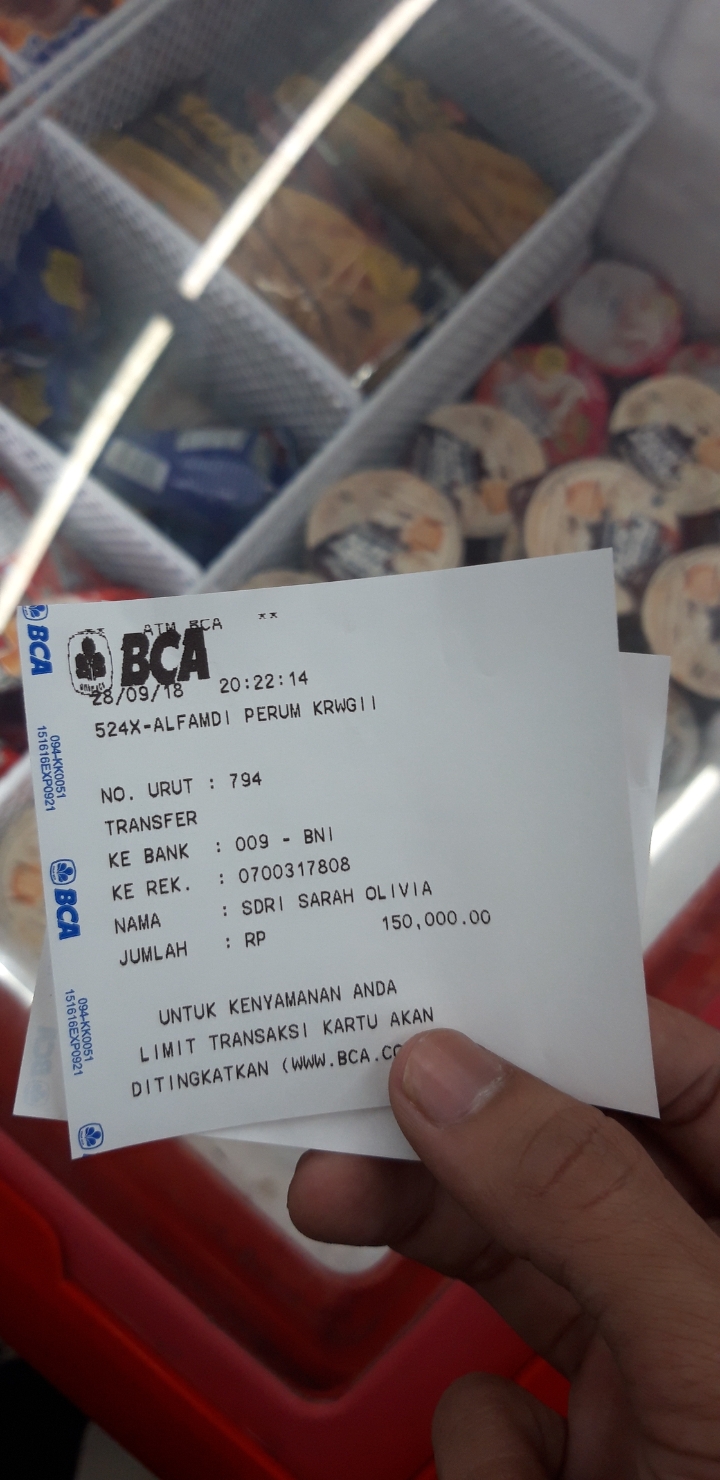 ** ATM BCA **
BCA
28/09/18 20:22:14
524X-ALFAMDI PERUM KRWGII
NO. URUT : 794
TRANSFER
KE BANK : 009 - BNI
KE REK. : 0700317808
NAMA : SDRI SARAH OLIVIA
JUMLAH : RP 150,000.00
UNTUK KENYAMANAN ANDA
LIMIT TRANSAKSI KARTU AKAN
DITINGKATKAN (WWW.BCA.CO
BCA
094-KK0051
151616EXP0921
BCA
094-KK0051
151616EXP0921